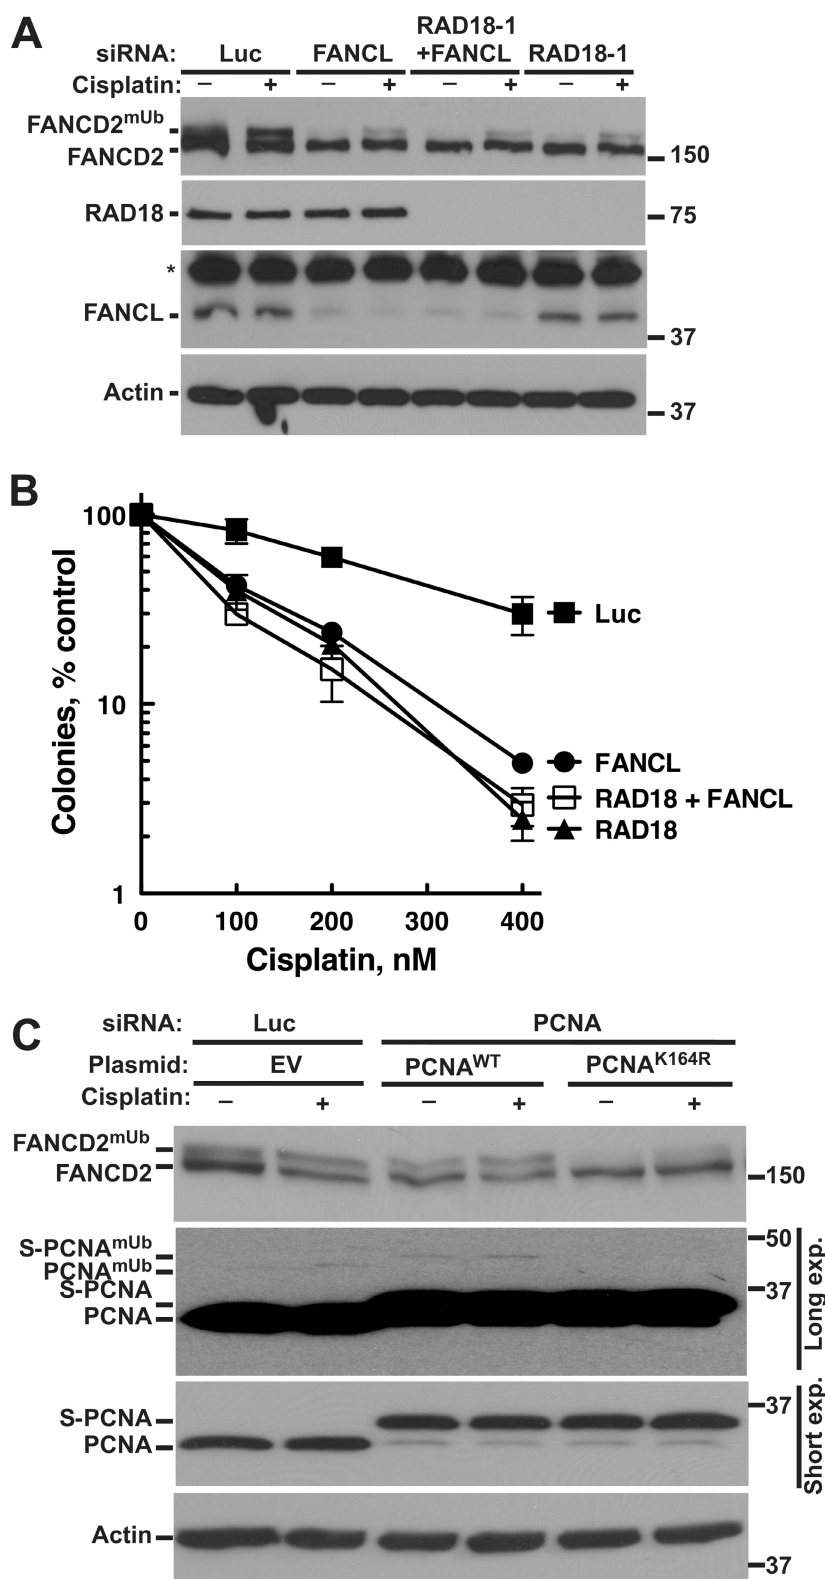 A
RAD18-1
siRNA: Luc FANCL +FANCL RAD18-1
Cisplatin: – + – + – + – +
FANCD2mUb
FANCD2
150
RAD18
75
*
FANCL
37
Actin
37
B
Colonies, % control
100
10
1
0 100 200 300 400
Cisplatin, nM
Luc
FANCL
RAD18 + FANCL
RAD18
C
siRNA: Luc PCNA
Plasmid: EV PCNAWT PCNAK164R
Cisplatin: – + – + – +
FANCD2mUb
FANCD2
150
50
S-PCNAmUb
PCNAmUb
S-PCNA
37
PCNA
Long exp.
37
S-PCNA
PCNA
Short exp.
Actin
37